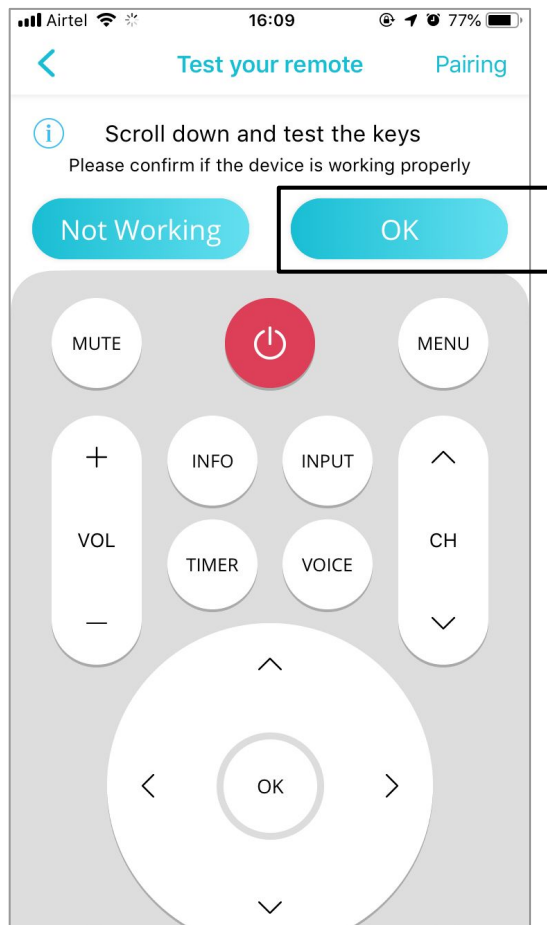 Airtel 16:09 77%
Test your remote Pairing
Scroll down and test the keys
Please confirm if the device is working properly
Not Working OK
MUTE MENU
INFO INPUT
VOL CH
TIMER VOICE
OK